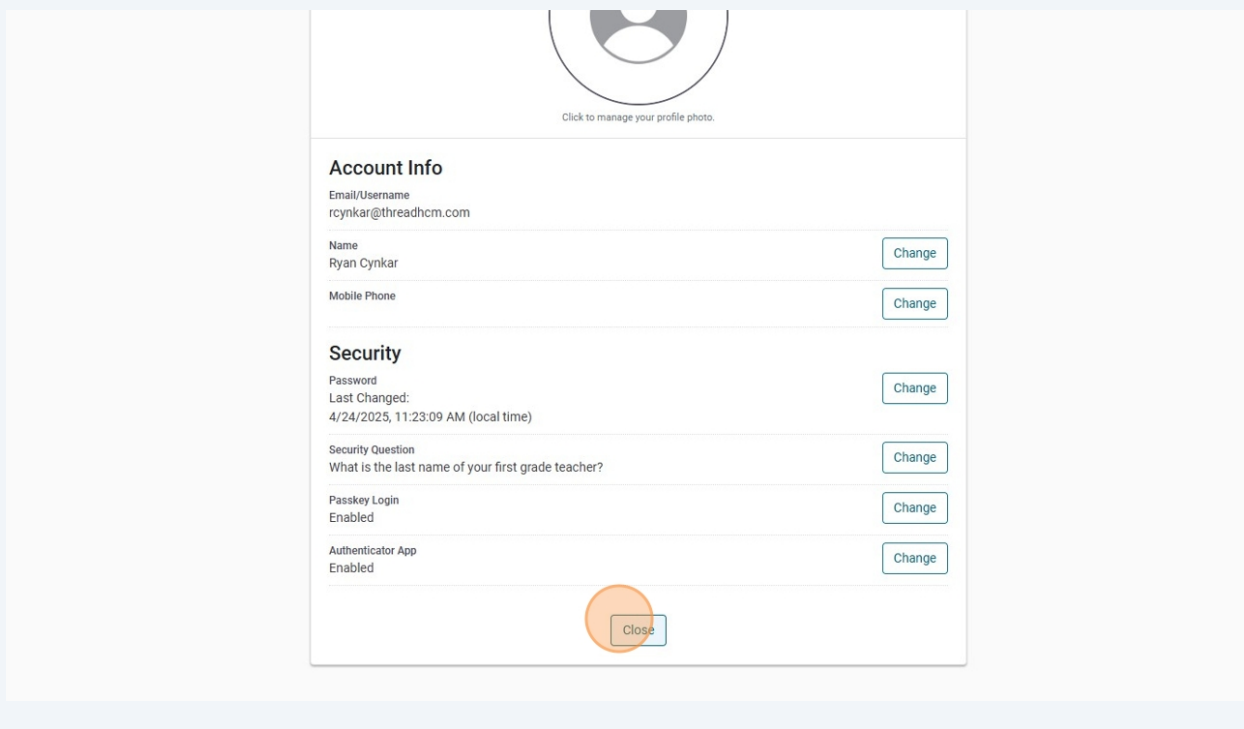 Click to manage your profile photo.
Account Info
Email/Username
rcynkar@threadhcm.com
Name
Ryan Cynkar
Change
Mobile Phone
Change
Security
Password
Last Changed:
4/24/2025, 11:23:09 AM (local time)
Change
Security Question
What is the last name of your first grade teacher?
Change
Passkey Login
Enabled
Change
Authenticator App
Enabled
Change
Close